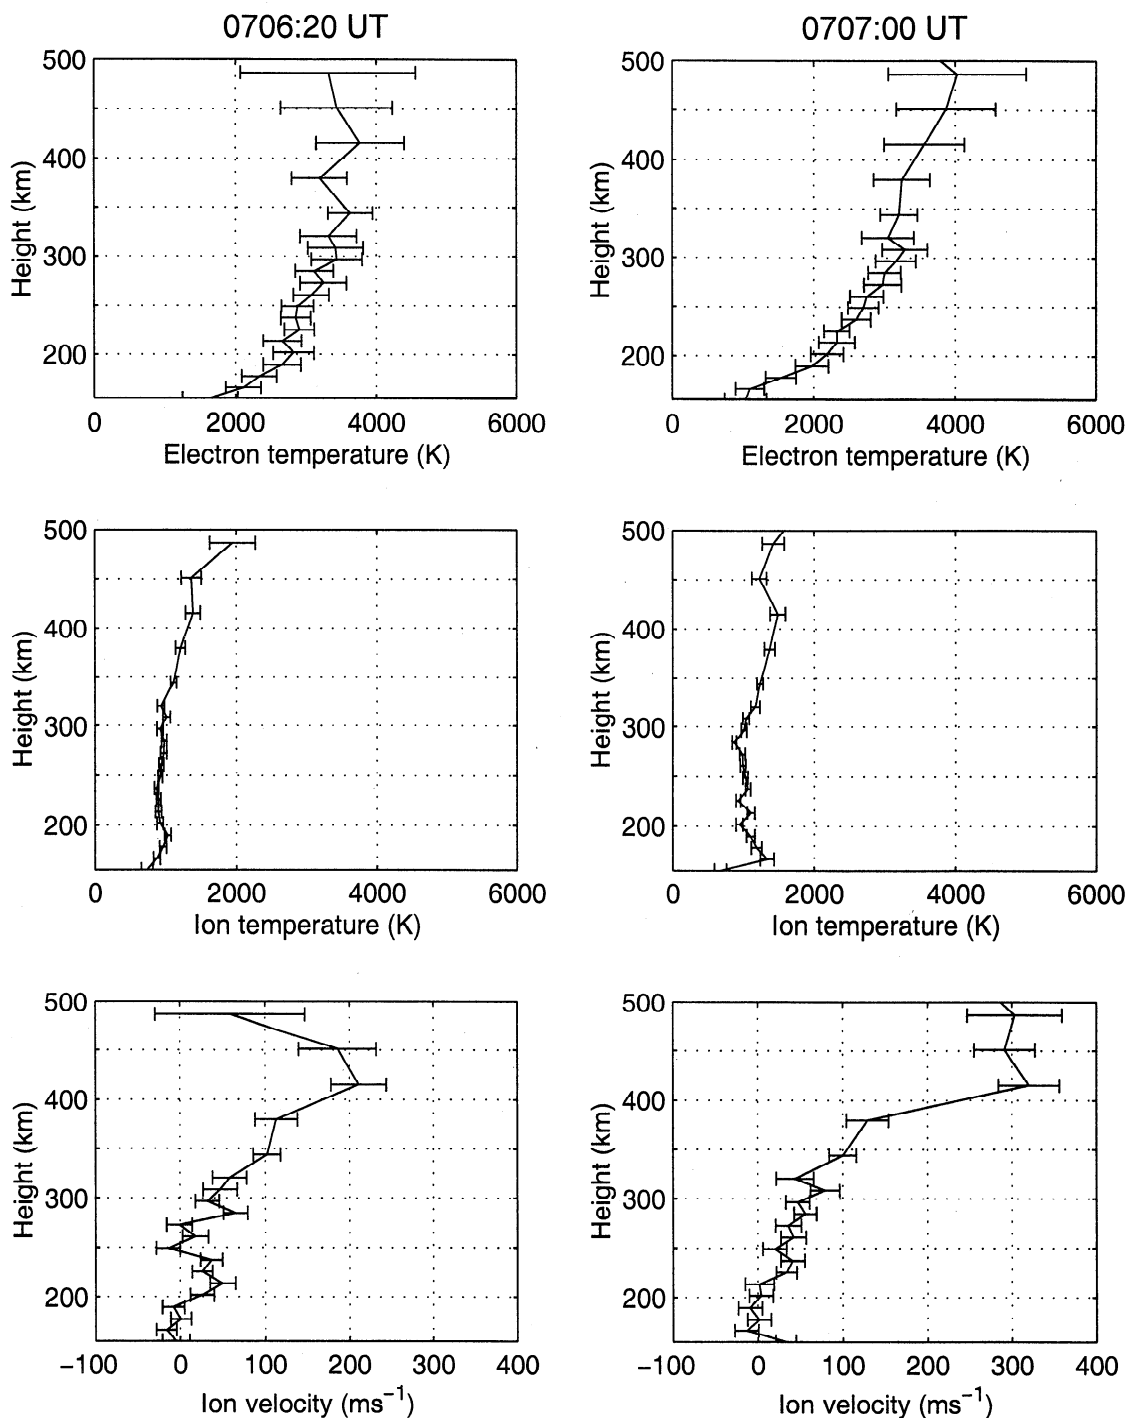 0706:20 UT
0707:00 UT
500
400
300
200
Height (km)
0 2000 4000 6000
Electron temperature (K)
500
400
300
200
Height (km)
0 2000 4000 6000
Electron temperature (K)
500
400
300
200
Height (km)
0 2000 4000 6000
Ion temperature (K)
500
400
300
200
Height (km)
0 2000 4000 6000
Ion temperature (K)
500
400
300
200
Height (km)
−100 0 100 200 300 400
Ion velocity (ms⁻¹)
500
400
300
200
Height (km)
−100 0 100 200 300 400
Ion velocity (ms⁻¹)